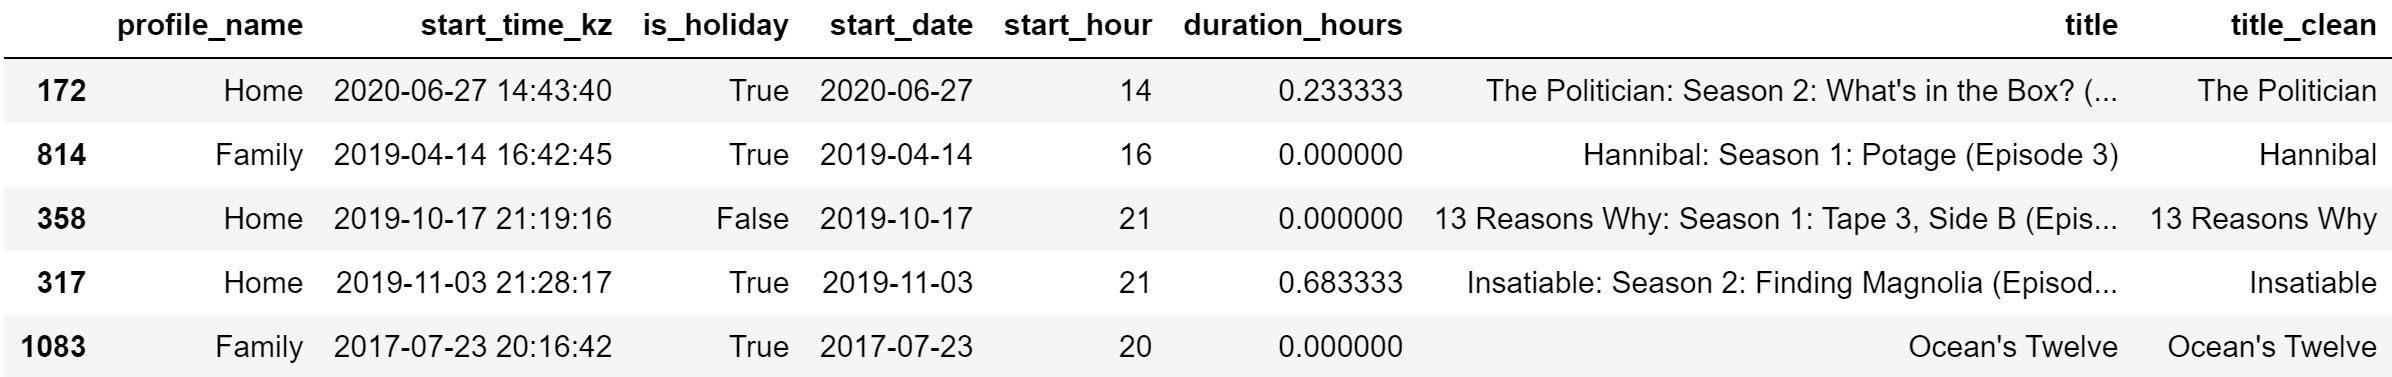 profile_name start_time_kz is_holiday start_date start_hour duration_hours title title_clean
172 Home 2020-06-27 14:43:40 True 2020-06-27 14 0.233333 The Politician: Season 2: What's in the Box? (... The Politician
814 Family 2019-04-14 16:42:45 True 2019-04-14 16 0.000000 Hannibal: Season 1: Potage (Episode 3) Hannibal
358 Home 2019-10-17 21:19:16 False 2019-10-17 21 0.000000 13 Reasons Why: Season 1: Tape 3, Side B (Epis... 13 Reasons Why
317 Home 2019-11-03 21:28:17 True 2019-11-03 21 0.683333 Insatiable: Season 2: Finding Magnolia (Episod... Insatiable
1083 Family 2017-07-23 20:16:42 True 2017-07-23 20 0.000000 Ocean's Twelve Ocean's Twelve